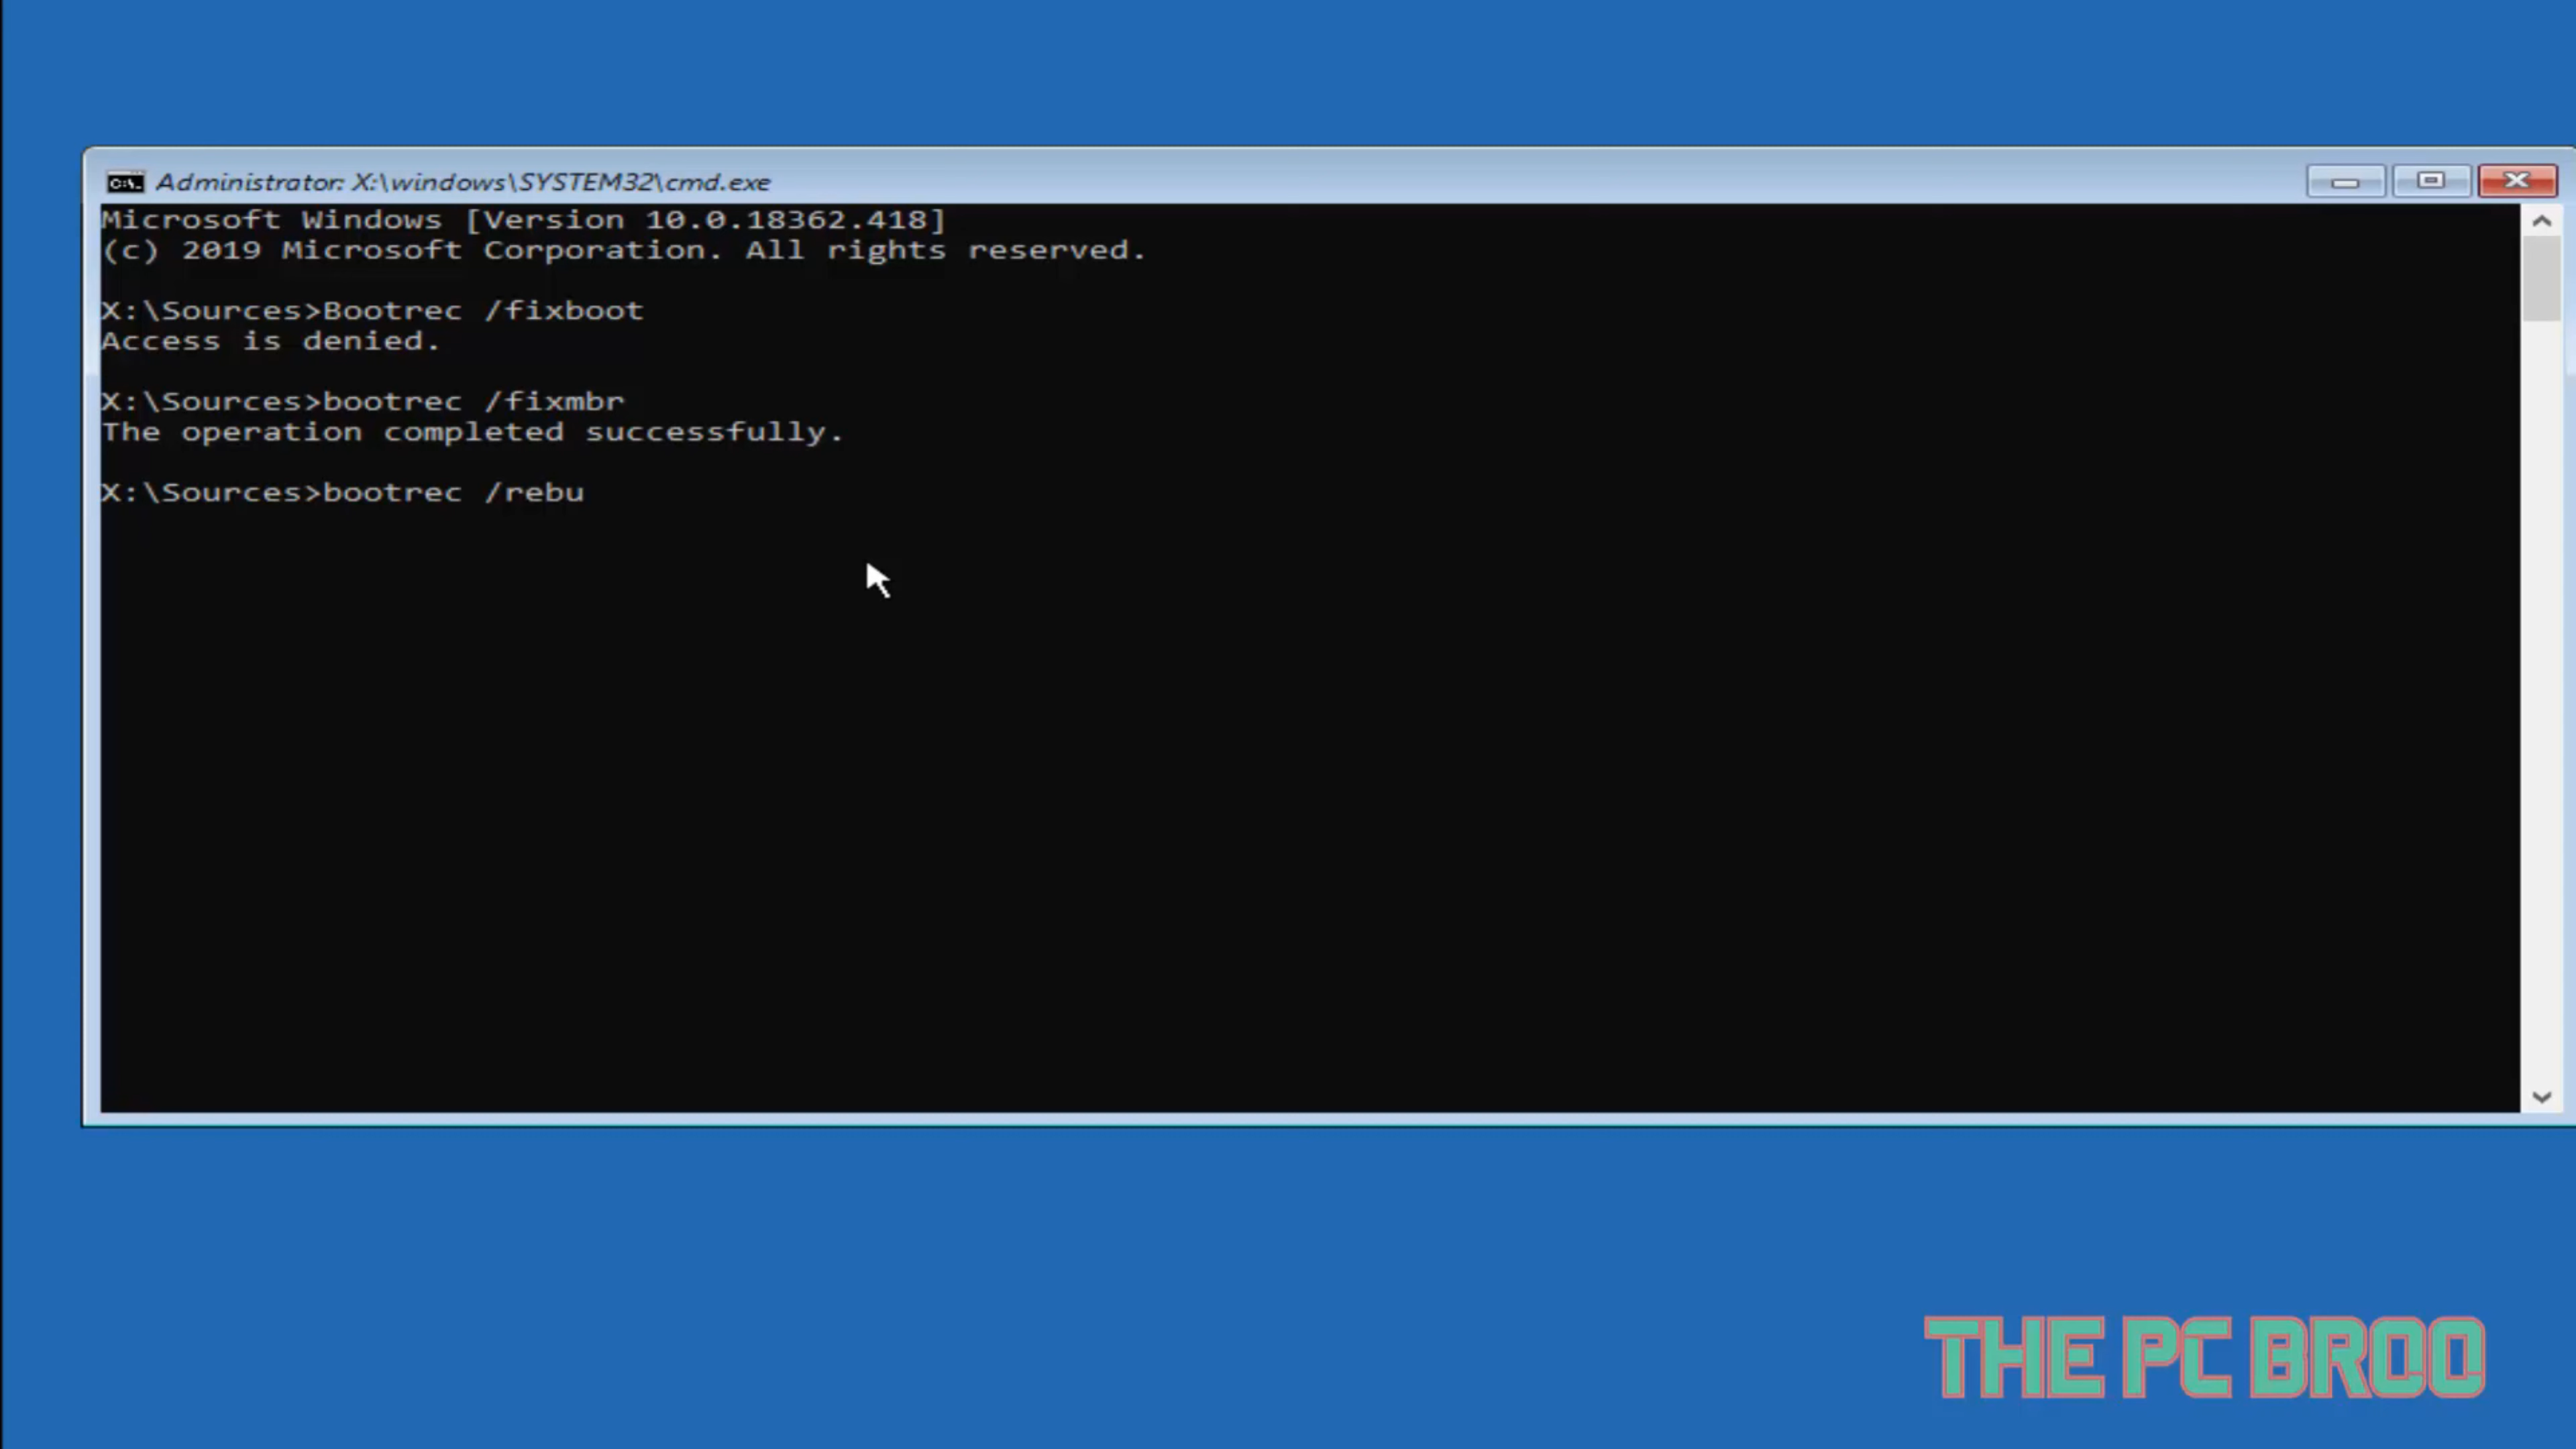 Administrator: X:\windows\SYSTEM32\cmd.exe
Microsoft Windows [Version 10.0.18362.418]
(c) 2019 Microsoft Corporation. All rights reserved.
X:\Sources>Bootrec /fixboot
Access is denied.
X:\Sources>bootrec /fixmbr
The operation completed successfully.
X:\Sources>bootrec /rebu
THE PC BROO